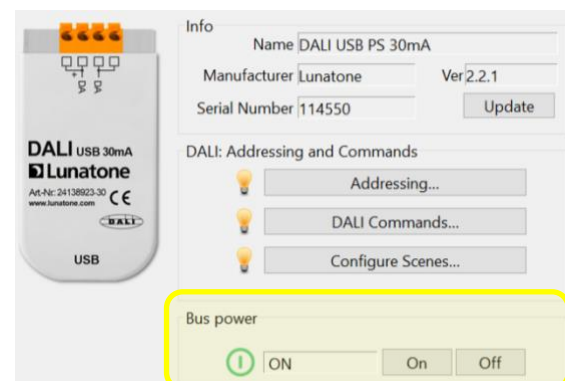 DALI USB 30mA
Lunatone
Art-Nr: 24138923-30 CE
www.lunatone.com
DALI
USB
Info
Name DALI USB PS 30mA
Manufacturer Lunatone Ver 2.2.1
Serial Number 114550 Update
DALI: Addressing and Commands
Addressing...
DALI Commands...
Configure Scenes...
Bus power
ON On Off